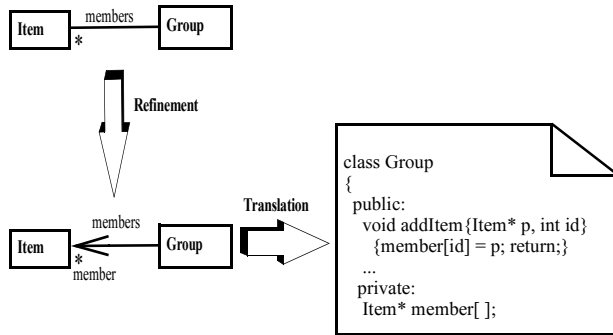 members
Item
Group
*
Refinement
members
Item
Group
*
member
Translation
class Group
{
public:
void addItem{Item* p, int id}
{member[id] = p; return;}
...
private:
Item* member[ ];